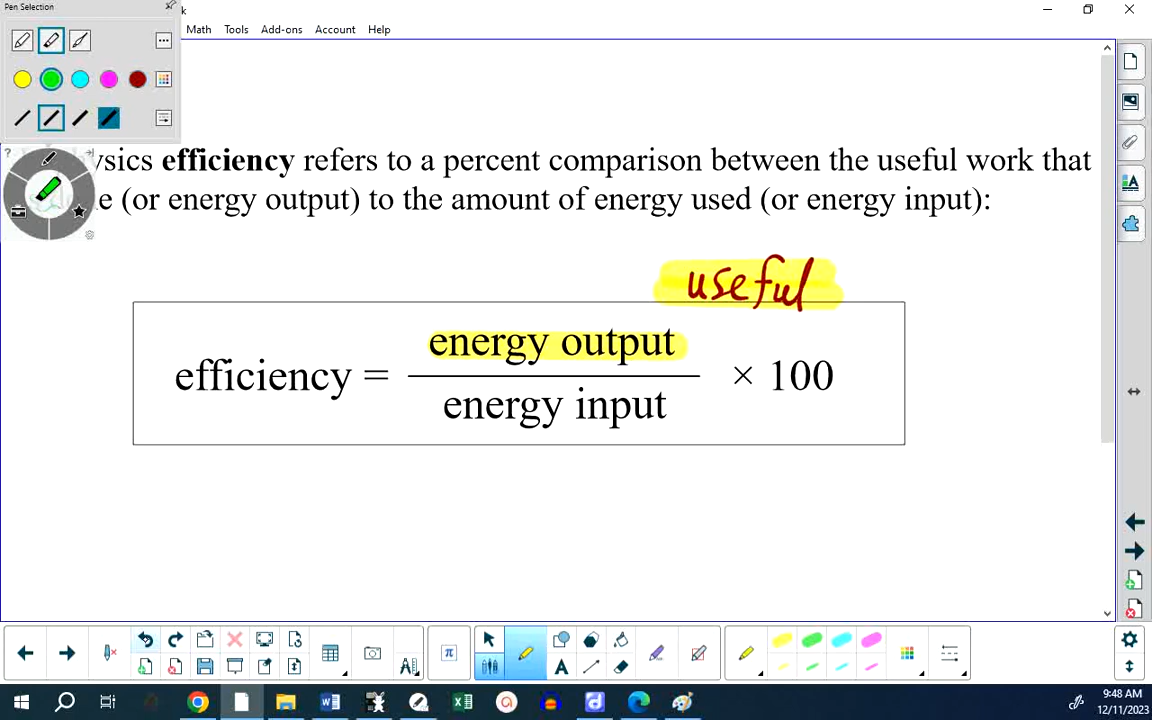 Pen Selection
k
Math Tools Add-ons Account Help
?
ysics efficiency refers to a percent comparison between the useful work that
e (or energy output) to the amount of energy used (or energy input):
useful
efficiency = energy output
energy input
× 100
π
A
9:48 AM
12/11/2023